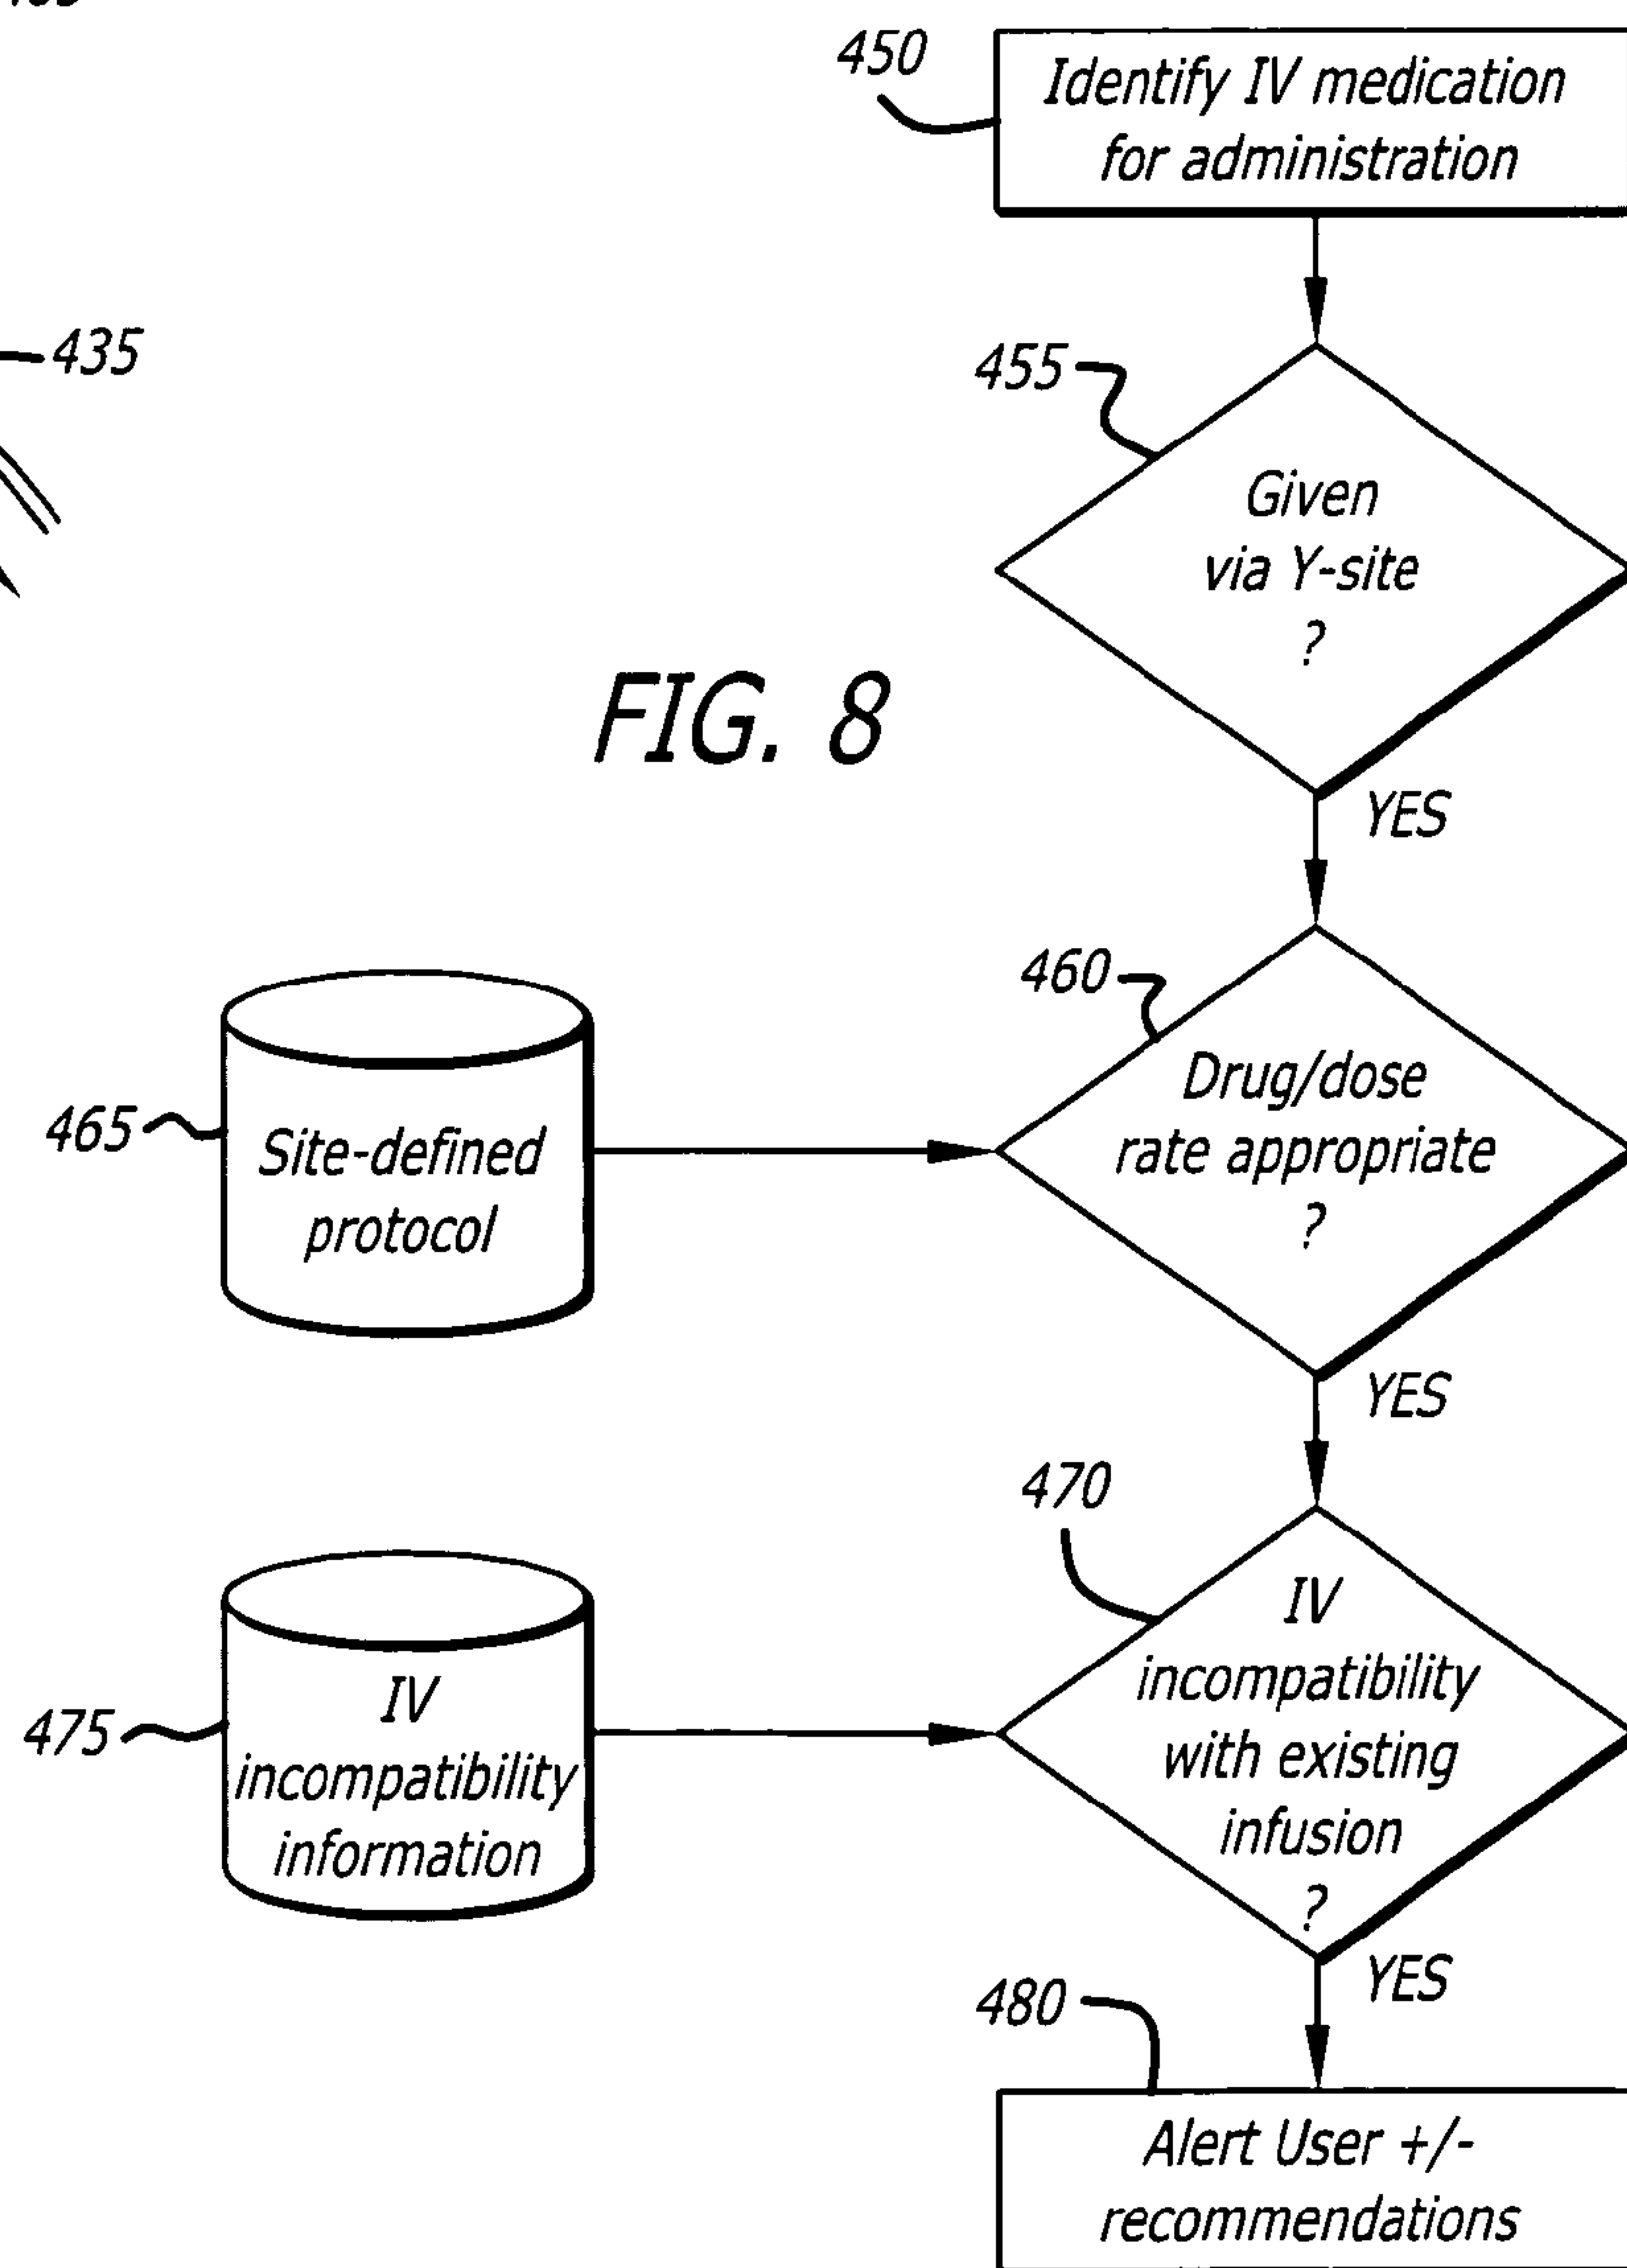 450
Identify IV medication
for administration
435
455
Given
via Y-site
?
FIG. 8
YES
460
Drug/dose
rate appropriate
?
465
Site-defined
protocol
YES
470
IV
incompatibility
with existing
infusion
?
475
IV
incompatibility
information
YES
480
Alert User +/-
recommendations